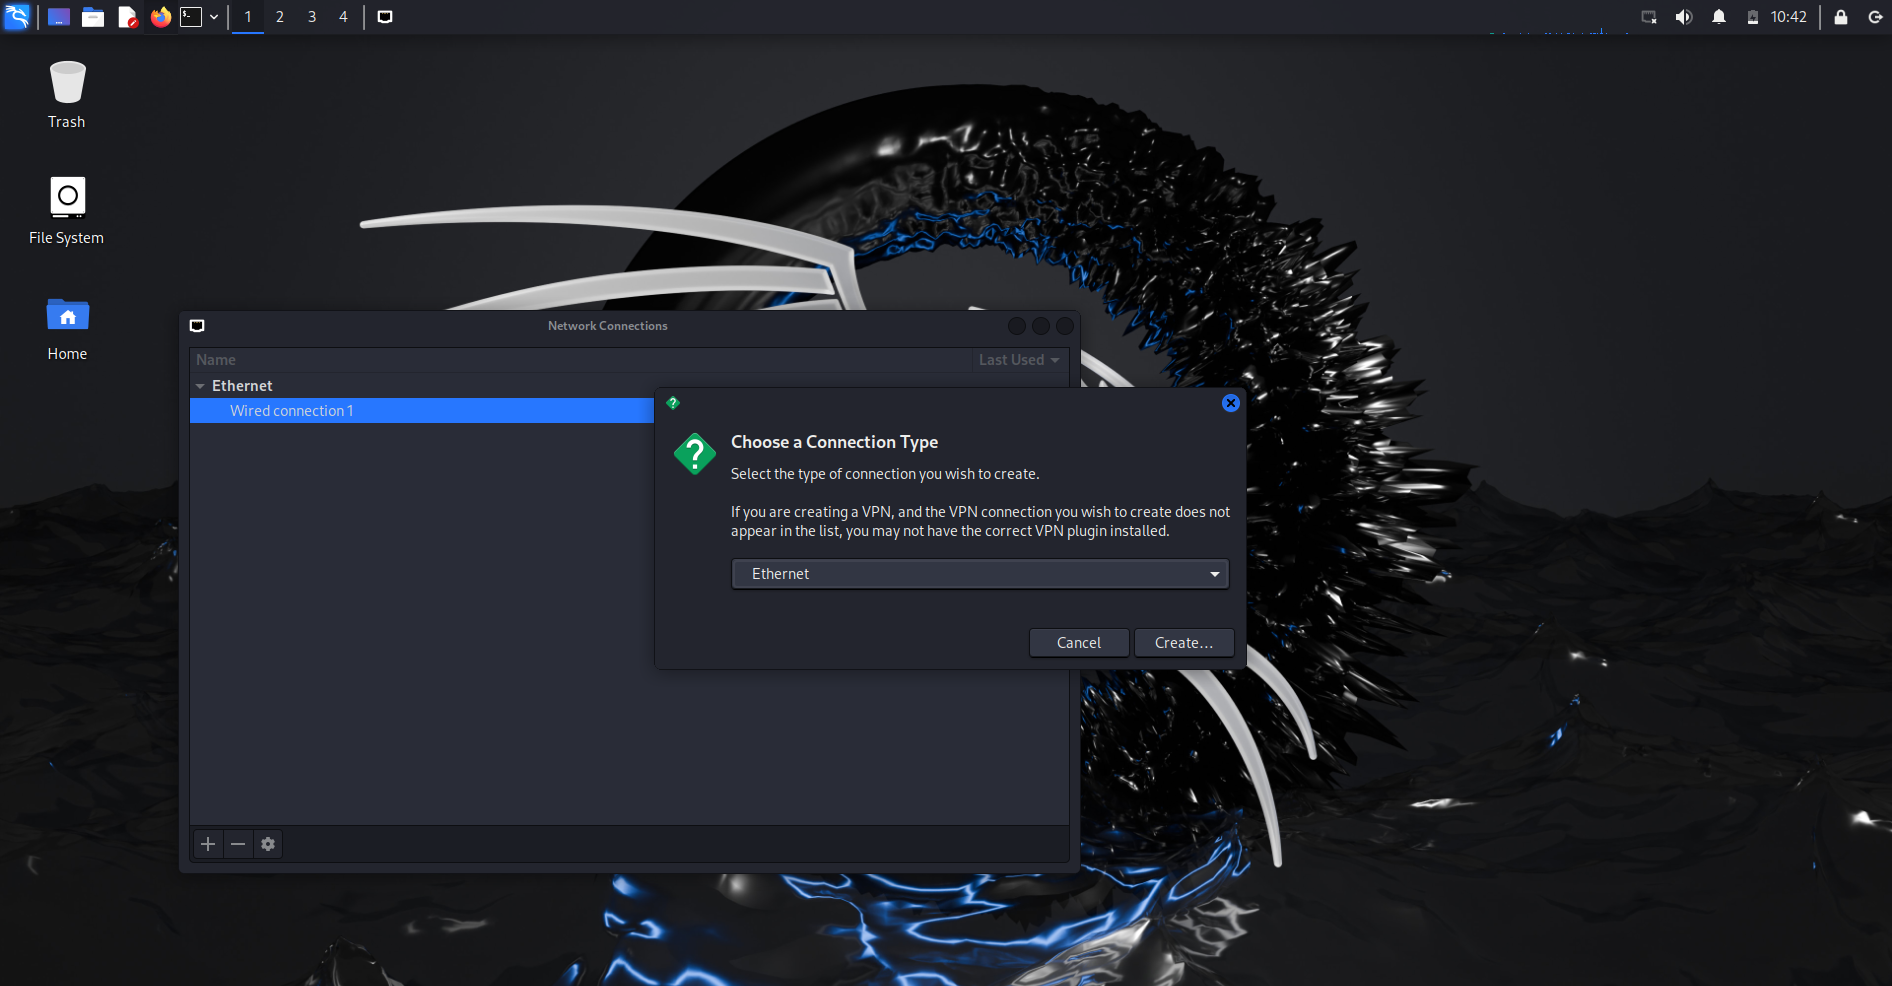 1 2 3 4
10:42
Trash
File System
Home
Network Connections
Name Last Used
Ethernet
Wired connection 1
Choose a Connection Type
Select the type of connection you wish to create.
If you are creating a VPN, and the VPN connection you wish to create does not
appear in the list, you may not have the correct VPN plugin installed.
Ethernet
Cancel Create...